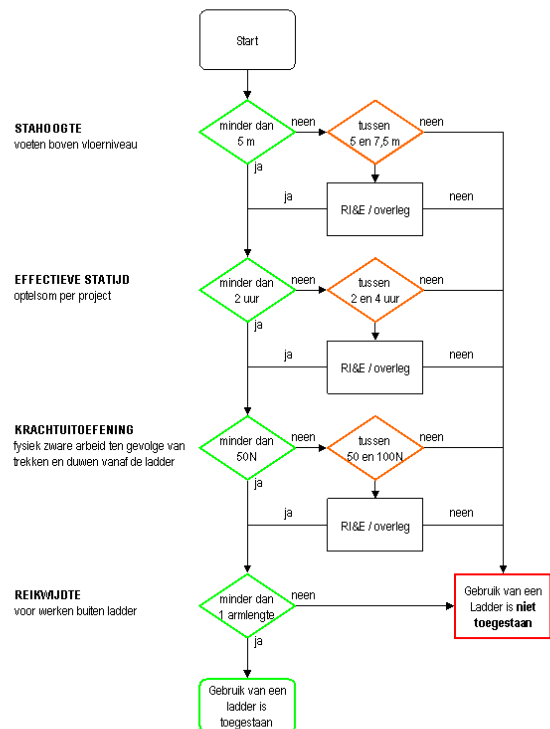 Start
STAHOOGTE
voeten boven vloerniveau
minder dan
5 m
neen
tussen
5 en 7,5 m
neen
ja
ja
RI&E / overleg
neen
EFFECTIEVE STATIJD
optelsom per project
minder dan
2 uur
neen
tussen
2 en 4 uur
neen
ja
ja
RI&E / overleg
neen
KRACHTUITOEFENING
fysiek zware arbeid ten gevolge van
trekken en duwen vanaf de ladder
minder dan
50N
neen
tussen
50 en 100N
neen
ja
ja
RI&E / overleg
neen
REIKWIJDTE
voor werken buiten ladder
minder dan
1 armlengte
neen
Gebruik van een
Ladder is niet
toegestaan
ja
Gebruik van een
ladder is
toegestaan